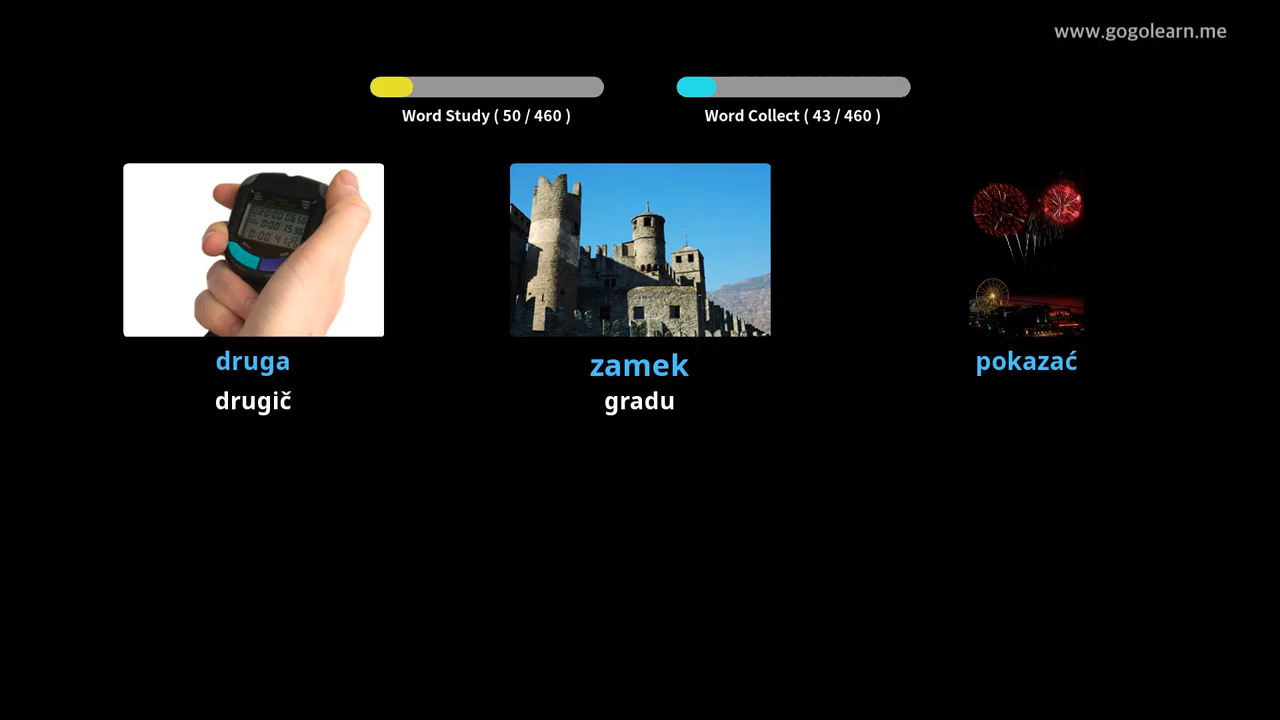 www.gogolearn.me
Word Study ( 50 / 460 )
Word Collect ( 43 / 460 )
druga
zamek
pokazać
drugič
gradu